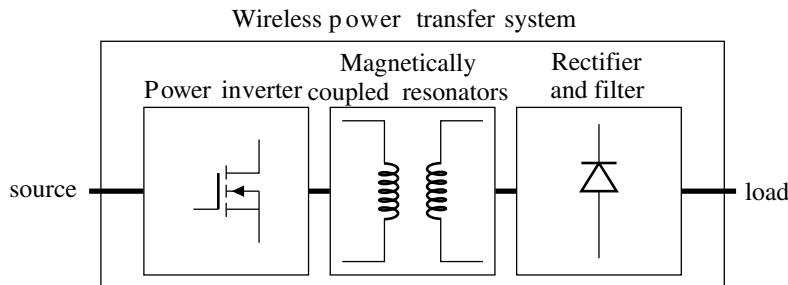 Wireless power transfer system
Power inverter
Magnetically
coupled resonators
Rectifier
and filter
source
load